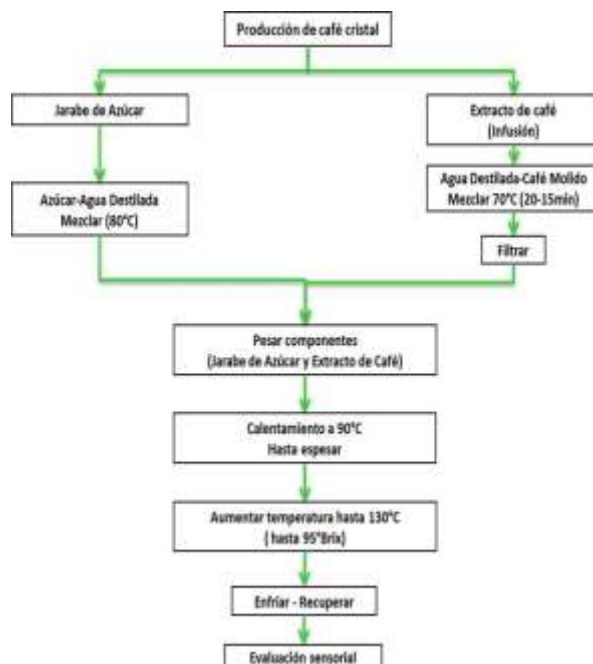 Producción de café cristal
Jarabe de Azúcar
Extracto de café
(Infusión)
Azúcar-Agua Destilada
Mezclar (80°C)
Agua Destilada-Café Molido
Mezclar 70°C (20-15min)
Filtrar
Pesar componentes
(Jarabe de Azúcar y Extracto de Café)
Calentamiento a 90°C
Hasta espesar
Aumentar temperatura hasta 130°C
( hasta 95°Brix)
Enfriar - Recuperar
Evaluación sensorial